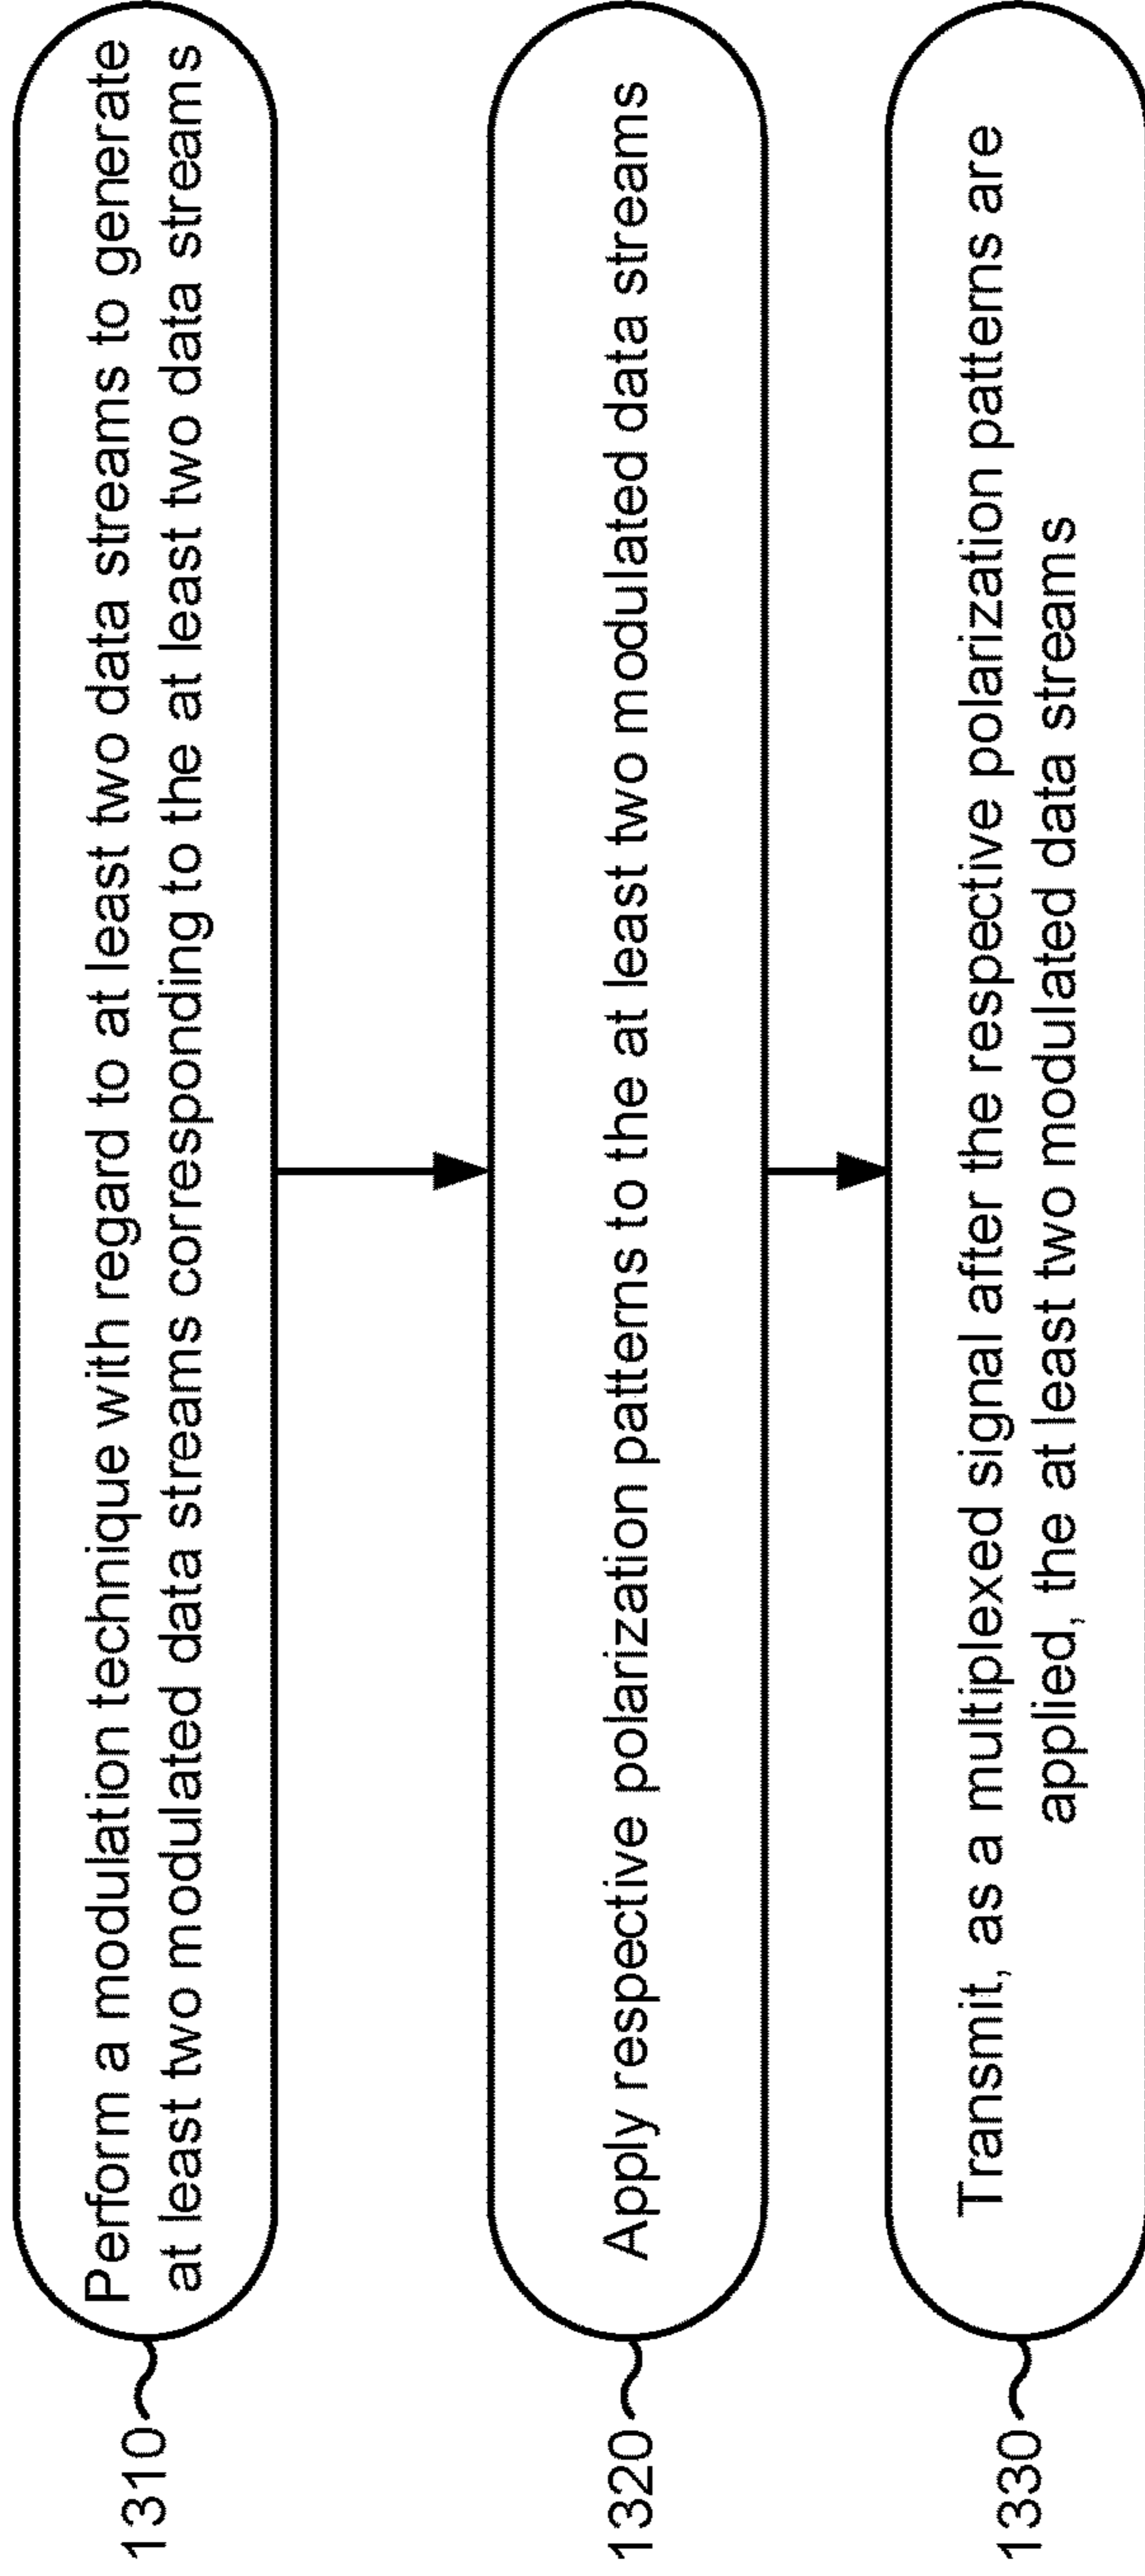 1310
Perform a modulation technique with regard to at least two data streams to generate
at least two modulated data streams corresponding to the at least two data streams
1320
Apply respective polarization patterns to the at least two modulated data streams
1330
Transmit, as a multiplexed signal after the respective polarization patterns are
applied, the at least two modulated data streams